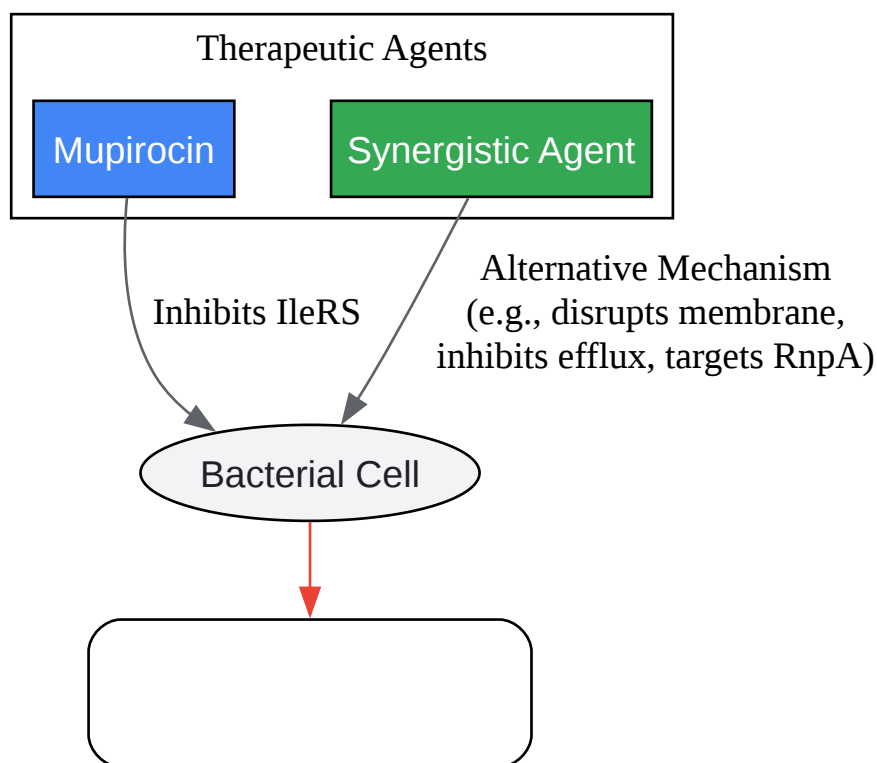 Therapeutic Agents
Mupirocin
Synergistic Agent
Inhibits IleRS
Alternative Mechanism
(e.g., disrupts membrane,
inhibits efflux, targets RnpA)
Bacterial Cell